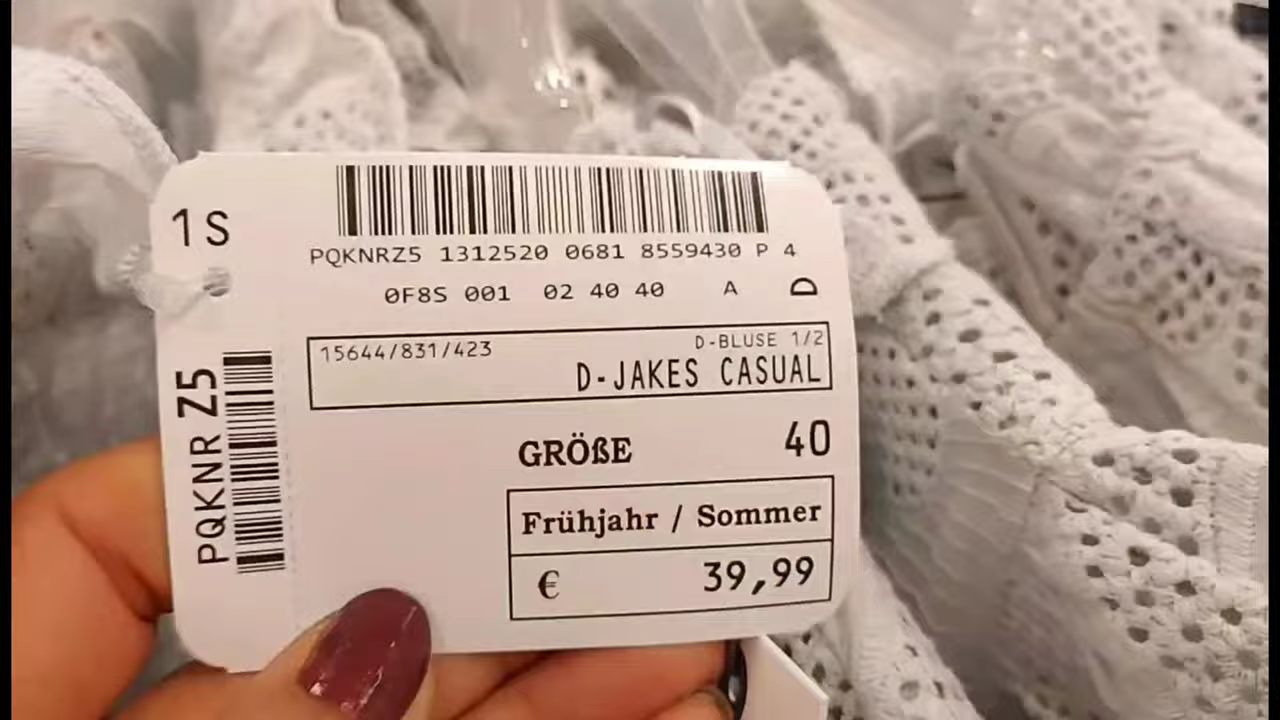 1S
PQKNRZ5 1312520 0681 8559430 P 4
0F8S 001 02 40 40 A D
15644/831/423 D-BLUSE 1/2
D-JAKES CASUAL
GRÖßE 40
Frühjahr / Sommer
€ 39,99
PQKNR Z5